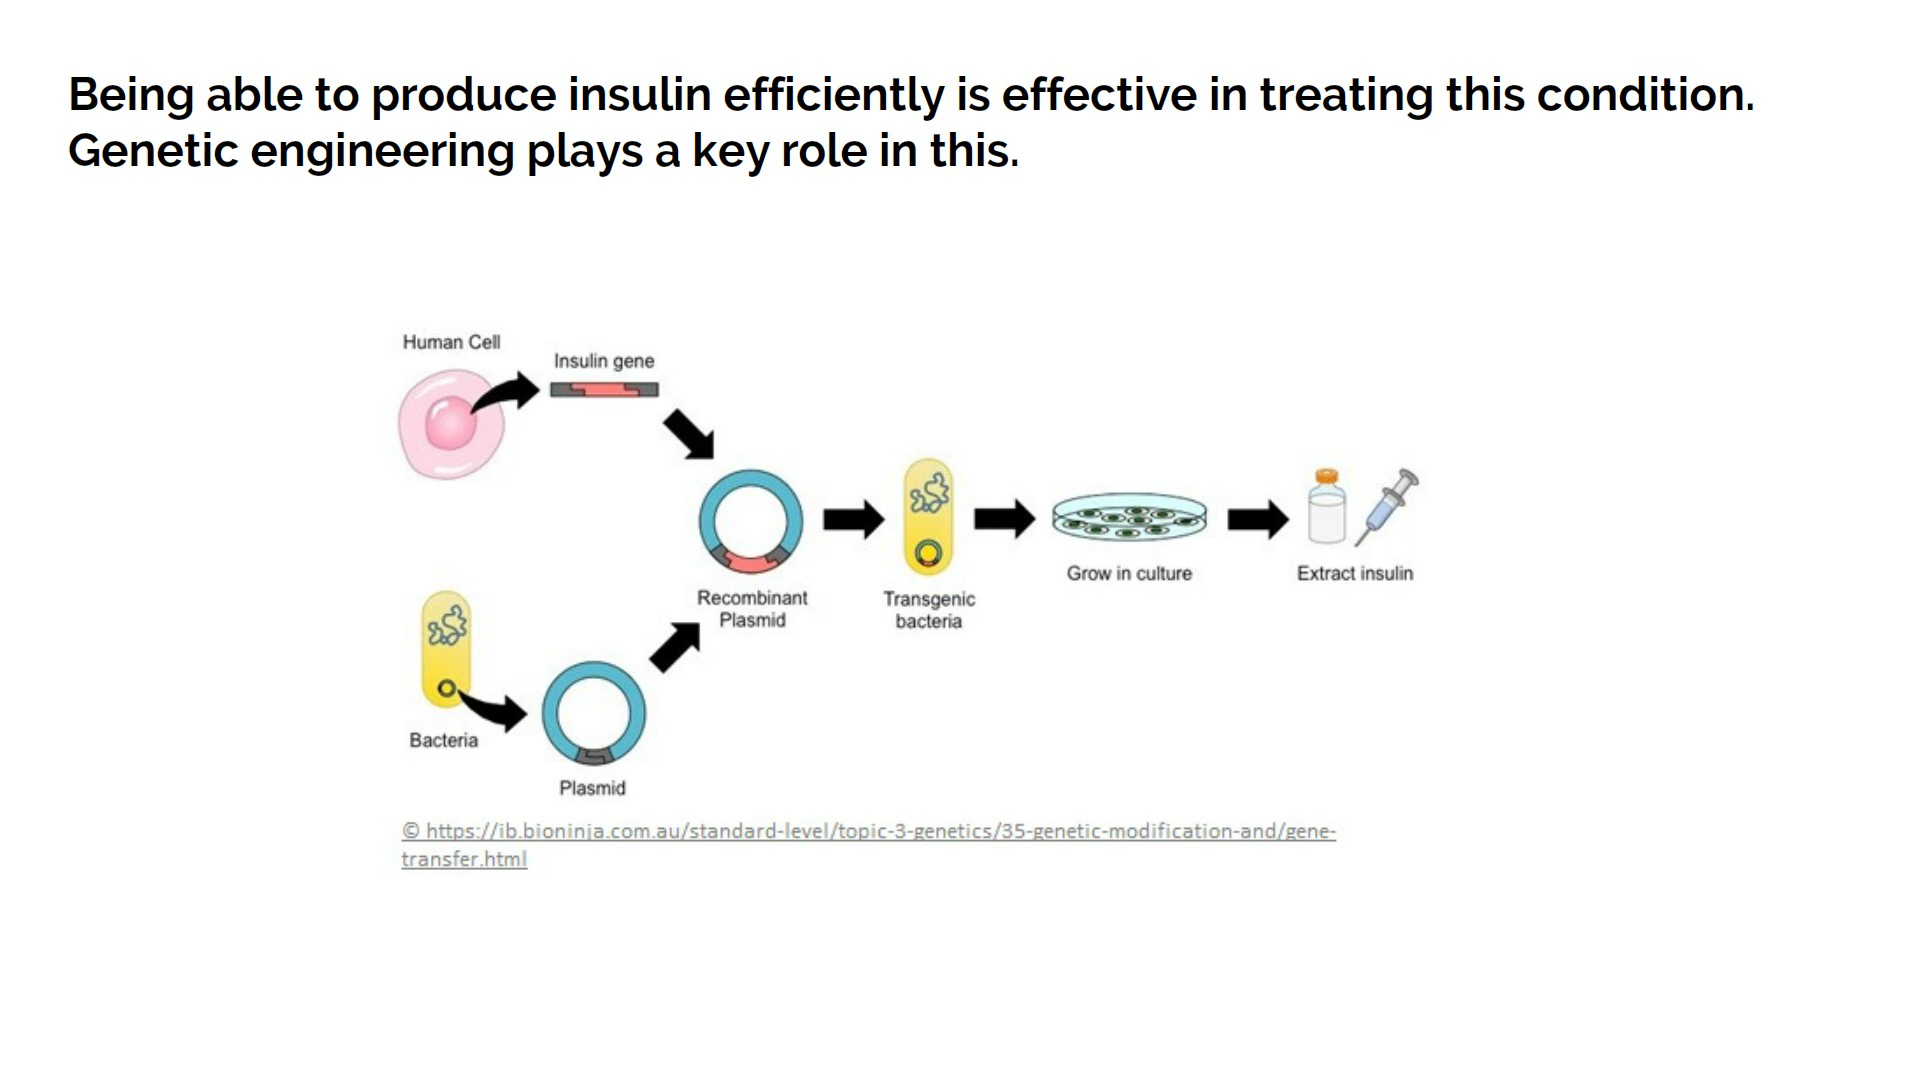 Being able to produce insulin efficiently is effective in treating this condition.
Genetic engineering plays a key role in this.
Human Cell
Insulin gene
Recombinant
Plasmid
Transgenic
bacteria
Grow in culture
Extract insulin
Bacteria
Plasmid
© https://ib.bioninja.com.au/standard-level/topic-3-genetics/35-genetic-modification-and/gene-
transfer.html